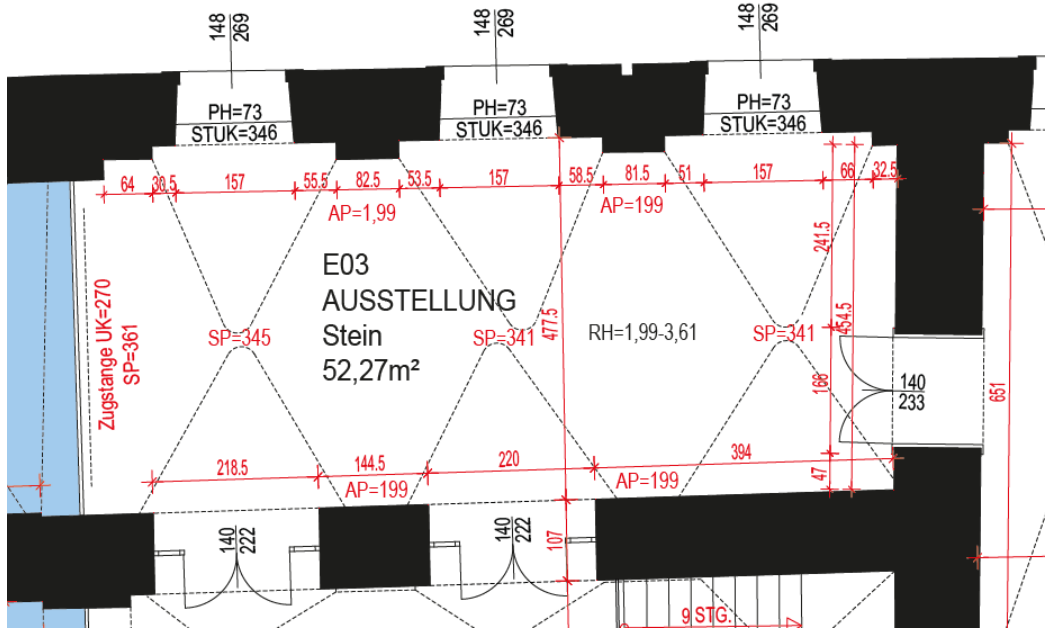 148
269
148
269
148
269
PH=73
STUK=346
PH=73
STUK=346
PH=73
STUK=346
64
30.5
157
55.5
82.5
53.5
157
58.5
81.5
51
157
66
32.5
AP=1,99
AP=199
241.5
454.5
477.5
E03
AUSSTELLUNG
Stein
52,27m²
Zugstange UK=270
SP=361
SP=345
SP=341
RH=1,99-3,61
SP=341
166
140
233
651
218.5
144.5
220
394
47
AP=199
AP=199
140
222
140
222
107
9 STG.